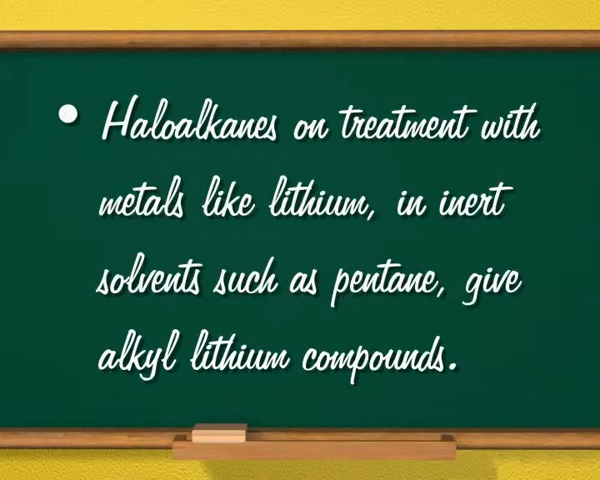 • Haloalkanes on treatment with
metals like lithium, in inert
solvents such as pentane, give
alkyl lithium compounds.